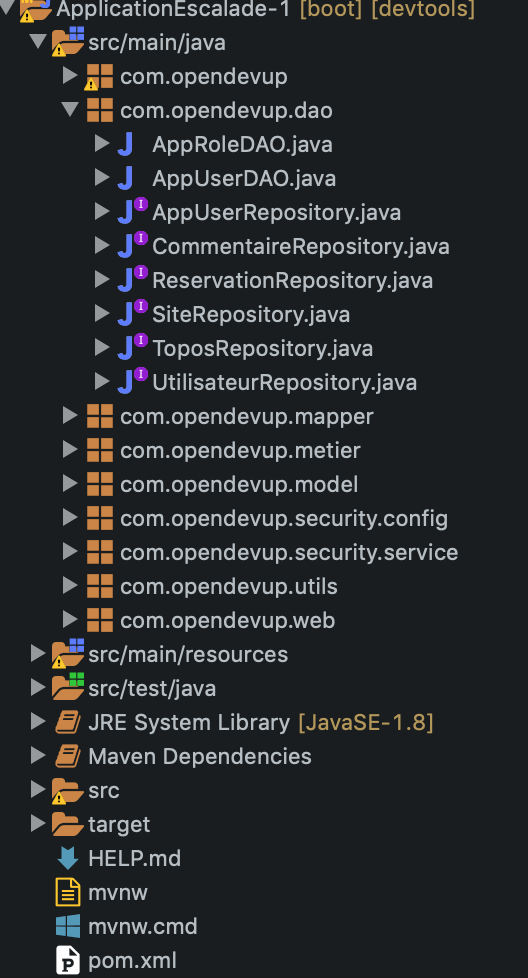 ApplicationEscalade-1 [boot] [devtools]
src/main/java
com.opendevup
com.opendevup.dao
AppRoleDAO.java
AppUserDAO.java
AppUserRepository.java
CommentaireRepository.java
ReservationRepository.java
SiteRepository.java
ToposRepository.java
UtilisateurRepository.java
com.opendevup.mapper
com.opendevup.metier
com.opendevup.model
com.opendevup.security.config
com.opendevup.security.service
com.opendevup.utils
com.opendevup.web
src/main/resources
src/test/java
JRE System Library [JavaSE-1.8]
Maven Dependencies
src
target
HELP.md
mvnw
mvnw.cmd
pom.xml